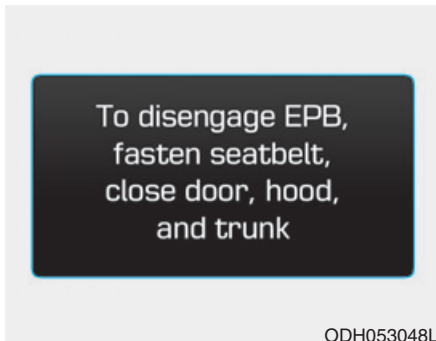 To disengage EPB,
fasten seatbelt,
close door, hood,
and trunk
ODH053048L